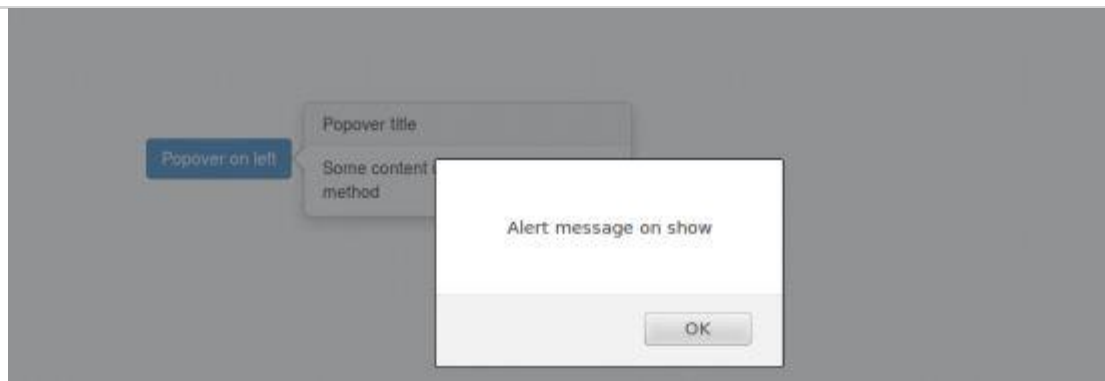 Popover title
Popover on left
Some content
method
Alert message on show
OK